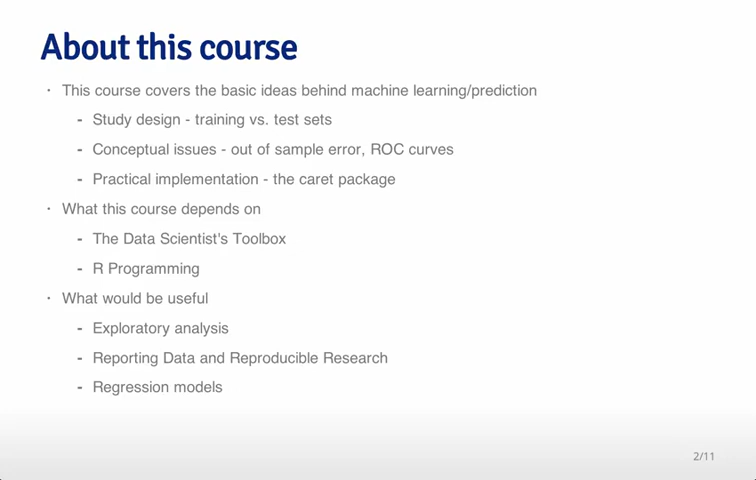 About this course
· This course covers the basic ideas behind machine learning/prediction
- Study design - training vs. test sets
- Conceptual issues - out of sample error, ROC curves
- Practical implementation - the caret package
· What this course depends on
- The Data Scientist's Toolbox
- R Programming
· What would be useful
- Exploratory analysis
- Reporting Data and Reproducible Research
- Regression models
2/11